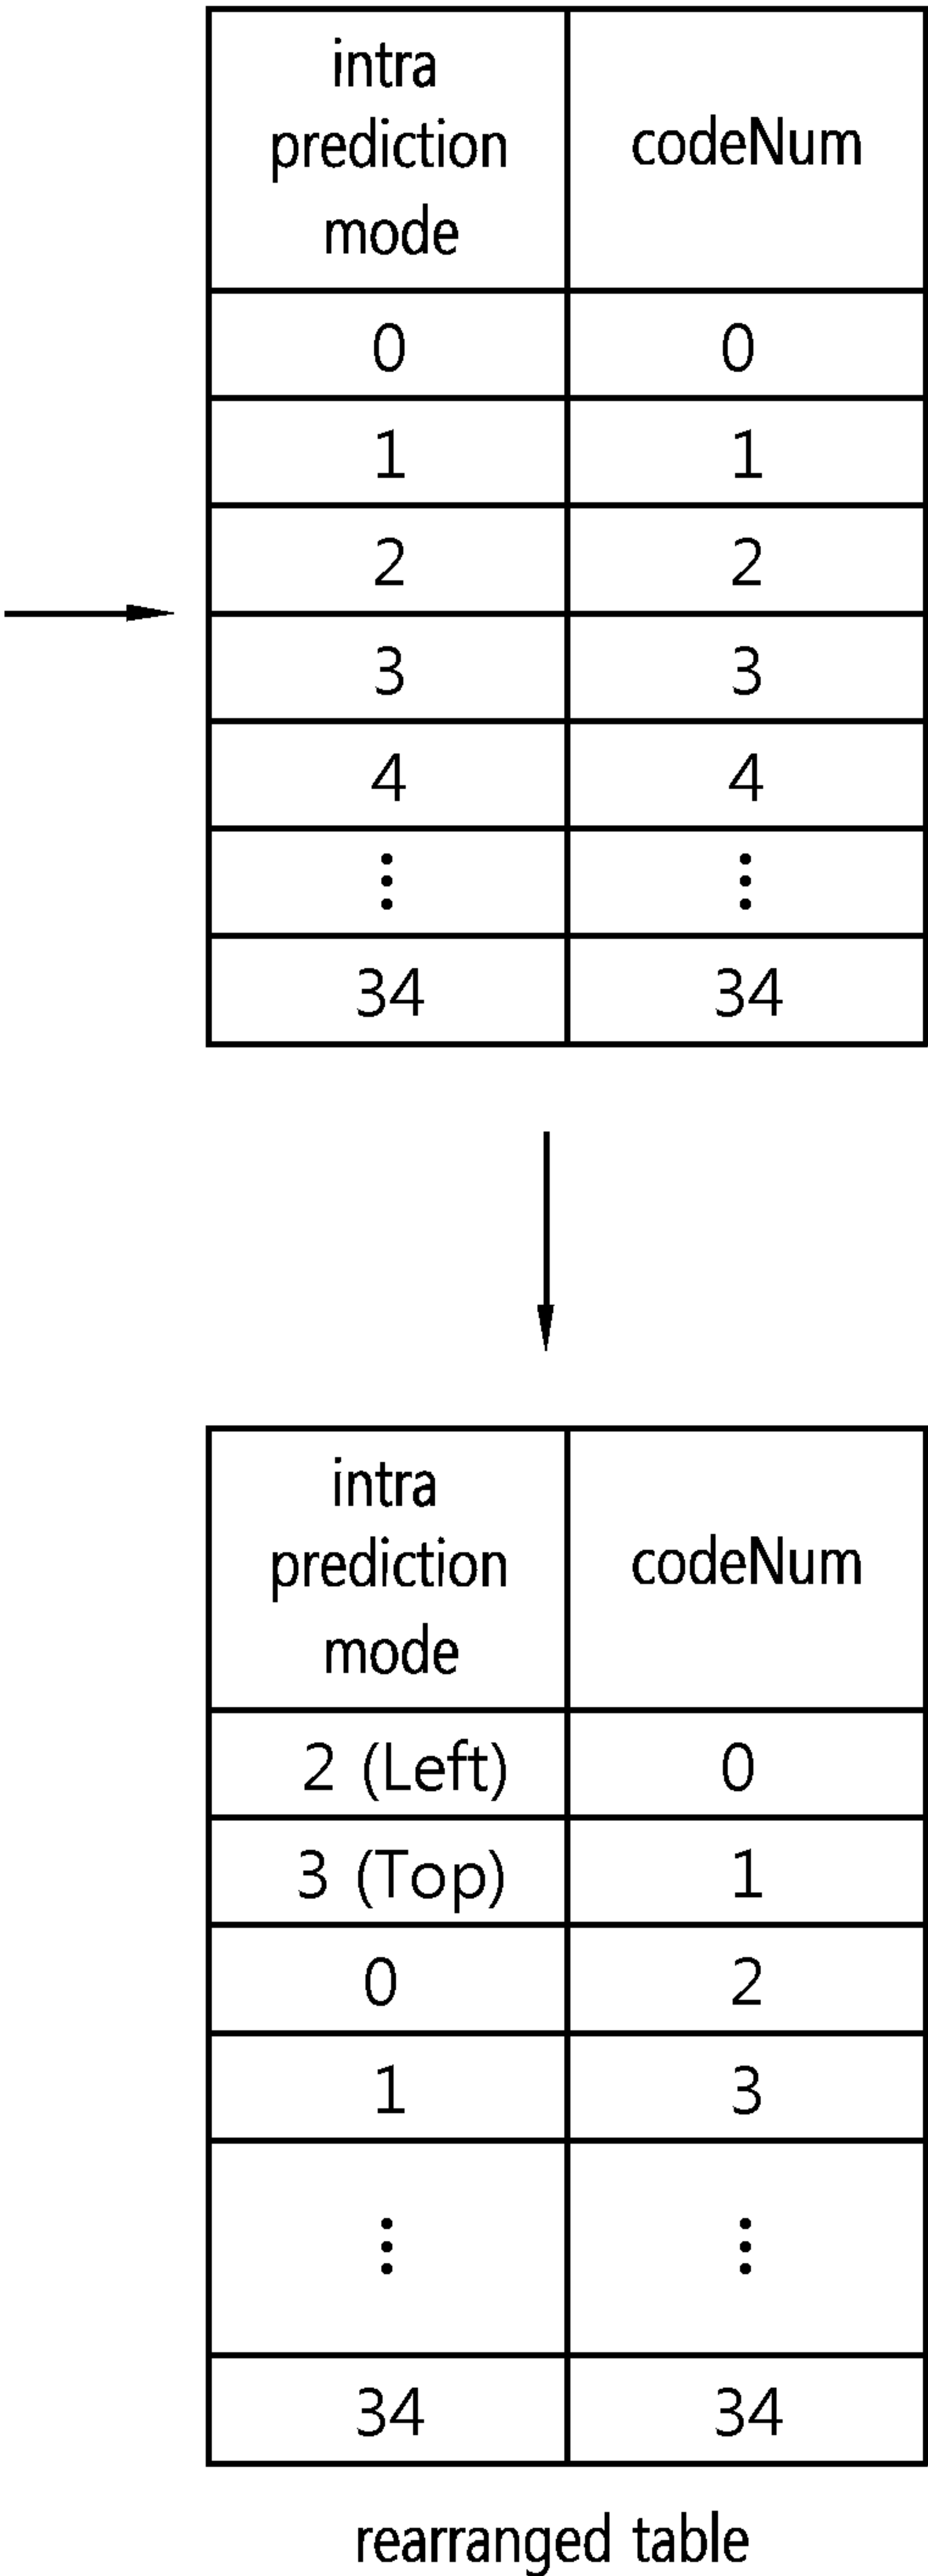 intra
prediction
mode
codeNum
0 0
1 1
2 2
3 3
4 4
⋮ ⋮
34 34
intra
prediction
mode
codeNum
2 (Left) 0
3 (Top) 1
0 2
1 3
⋮ ⋮
34 34
rearranged table